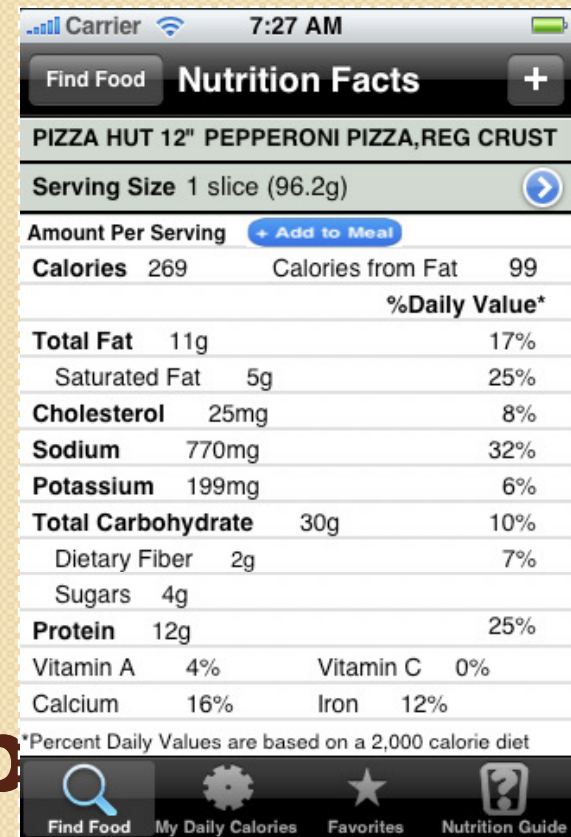 Carrier 7:27 AM
Find Food Nutrition Facts +
PIZZA HUT 12" PEPPERONI PIZZA,REG CRUST
Serving Size 1 slice (96.2g)
Amount Per Serving + Add to Meal
Calories 269 Calories from Fat 99
%Daily Value*
Total Fat 11g 17%
Saturated Fat 5g 25%
Cholesterol 25mg 8%
Sodium 770mg 32%
Potassium 199mg 6%
Total Carbohydrate 30g 10%
Dietary Fiber 2g 7%
Sugars 4g
Protein 12g 25%
Vitamin A 4% Vitamin C 0%
Calcium 16% Iron 12%
*Percent Daily Values are based on a 2,000 calorie diet
Find Food My Daily Calories Favorites Nutrition Guide